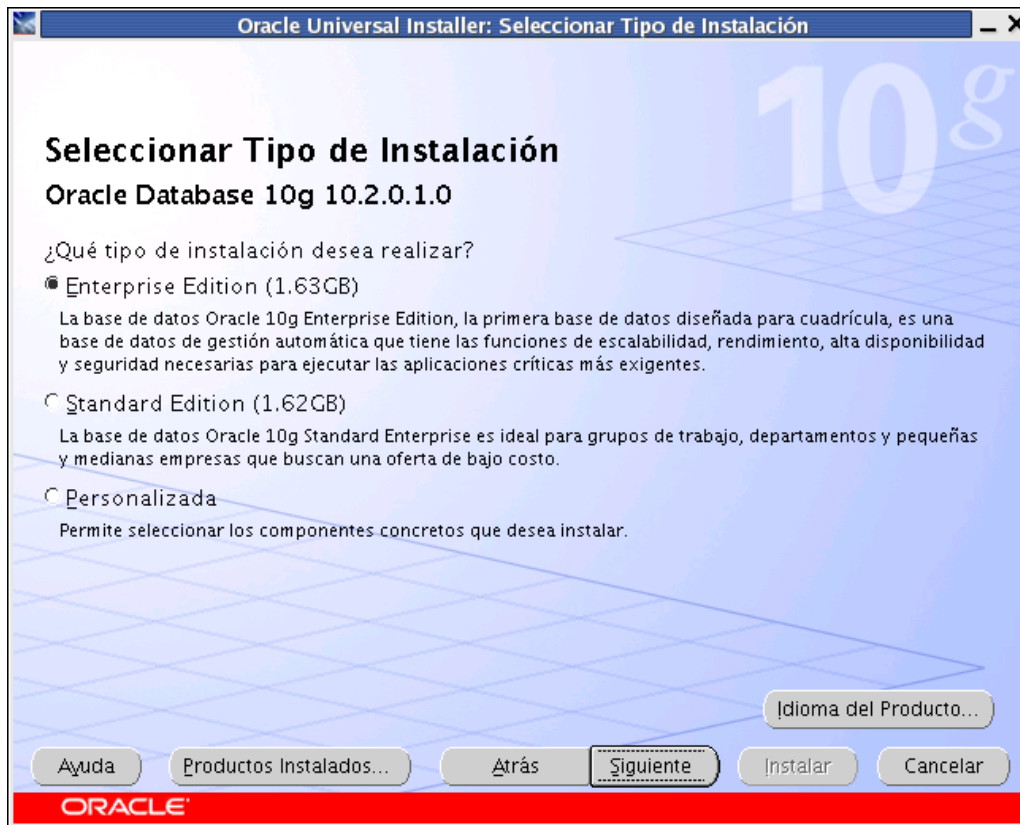 Oracle Universal Installer: Seleccionar Tipo de Instalación
10g
Seleccionar Tipo de Instalación
Oracle Database 10g 10.2.0.1.0
¿Qué tipo de instalación desea realizar?
Enterprise Edition (1.63GB)
La base de datos Oracle 10g Enterprise Edition, la primera base de datos diseñada para cuadrícula, es una
base de datos de gestión automática que tiene las funciones de escalabilidad, rendimiento, alta disponibilidad
y seguridad necesarias para ejecutar las aplicaciones críticas más exigentes.
Standard Edition (1.62GB)
La base de datos Oracle 10g Standard Enterprise es ideal para grupos de trabajo, departamentos y pequeñas
y medianas empresas que buscan una oferta de bajo costo.
Personalizada
Permite seleccionar los componentes concretos que desea instalar.
Idioma del Producto...
Ayuda Productos Instalados... Atrás Siguiente Instalar Cancelar
ORACLE